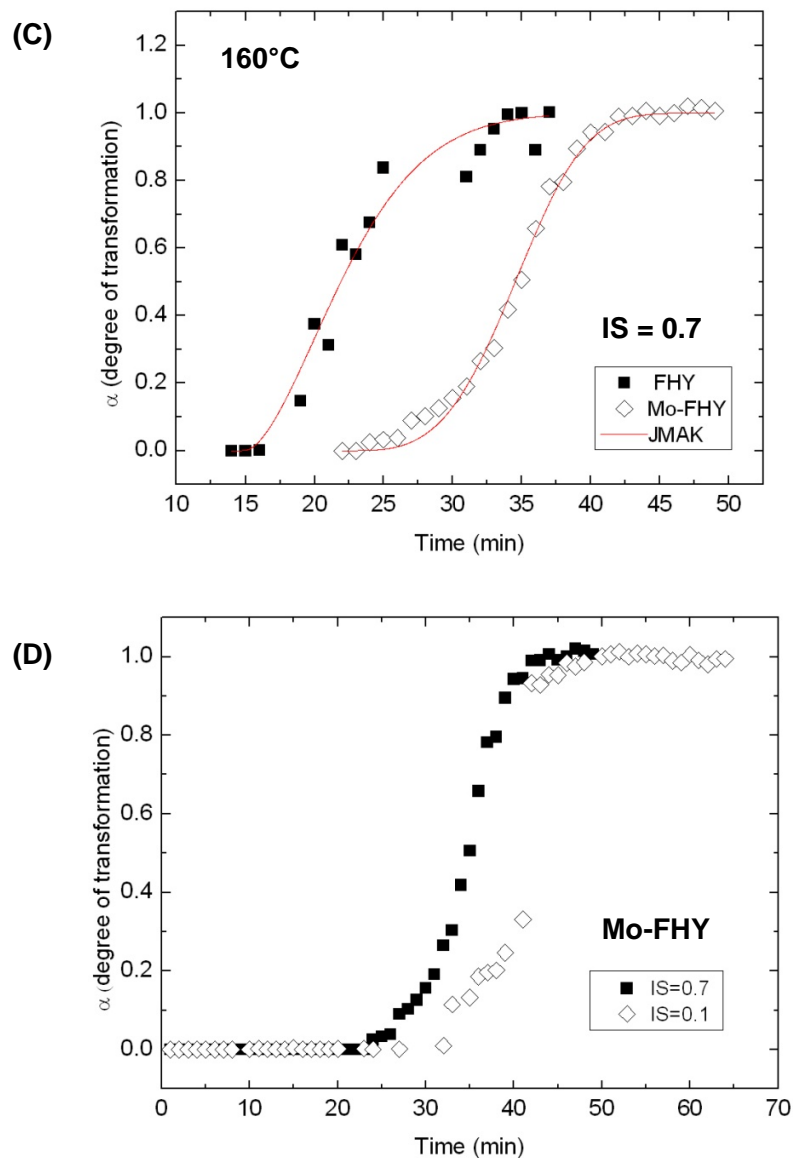 (C)
160°C
1.2
1.0
0.8
0.6
0.4
0.2
0.0
α (degree of transformation)
IS = 0.7
FHY
Mo-FHY
JMAK
10 15 20 25 30 35 40 45 50
Time (min)
(D)
1.0
0.8
0.6
0.4
0.2
0.0
α (degree of transformation)
Mo-FHY
IS=0.7
IS=0.1
0 10 20 30 40 50 60 70
Time (min)